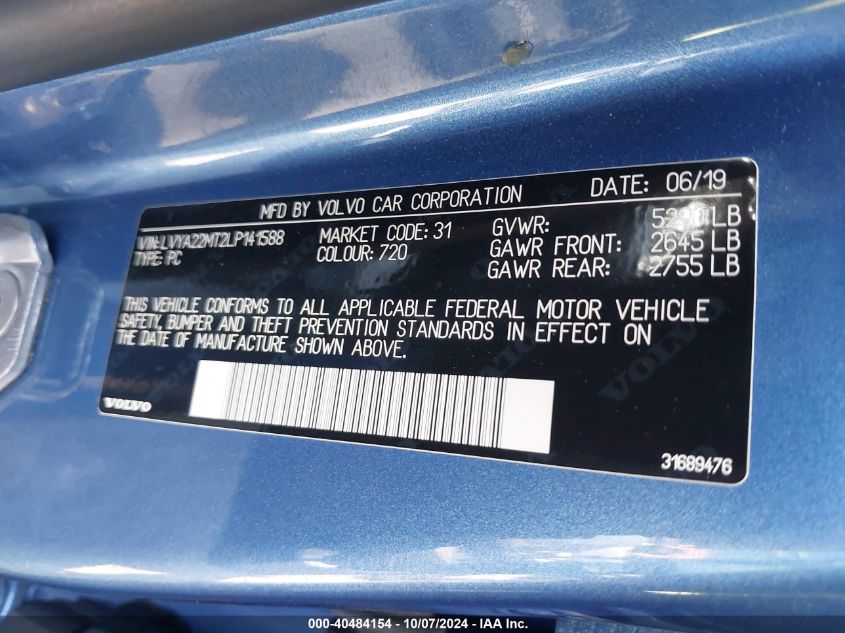 MFD BY VOLVO CAR CORPORATION DATE: 06/19
VIN:LVYA22MT2LP141588 MARKET CODE: 31 GVWR: LB
TYPE: PC COLOUR: 720 GAWR FRONT: 2645 LB
GAWR REAR: 2755 LB
THIS VEHICLE CONFORMS TO ALL APPLICABLE FEDERAL MOTOR VEHICLE
SAFETY, BUMPER AND THEFT PREVENTION STANDARDS IN EFFECT ON
THE DATE OF MANUFACTURE SHOWN ABOVE.
VOLVO
31689476
000-40484154 / 10/07/2024 - © IAA Inc.